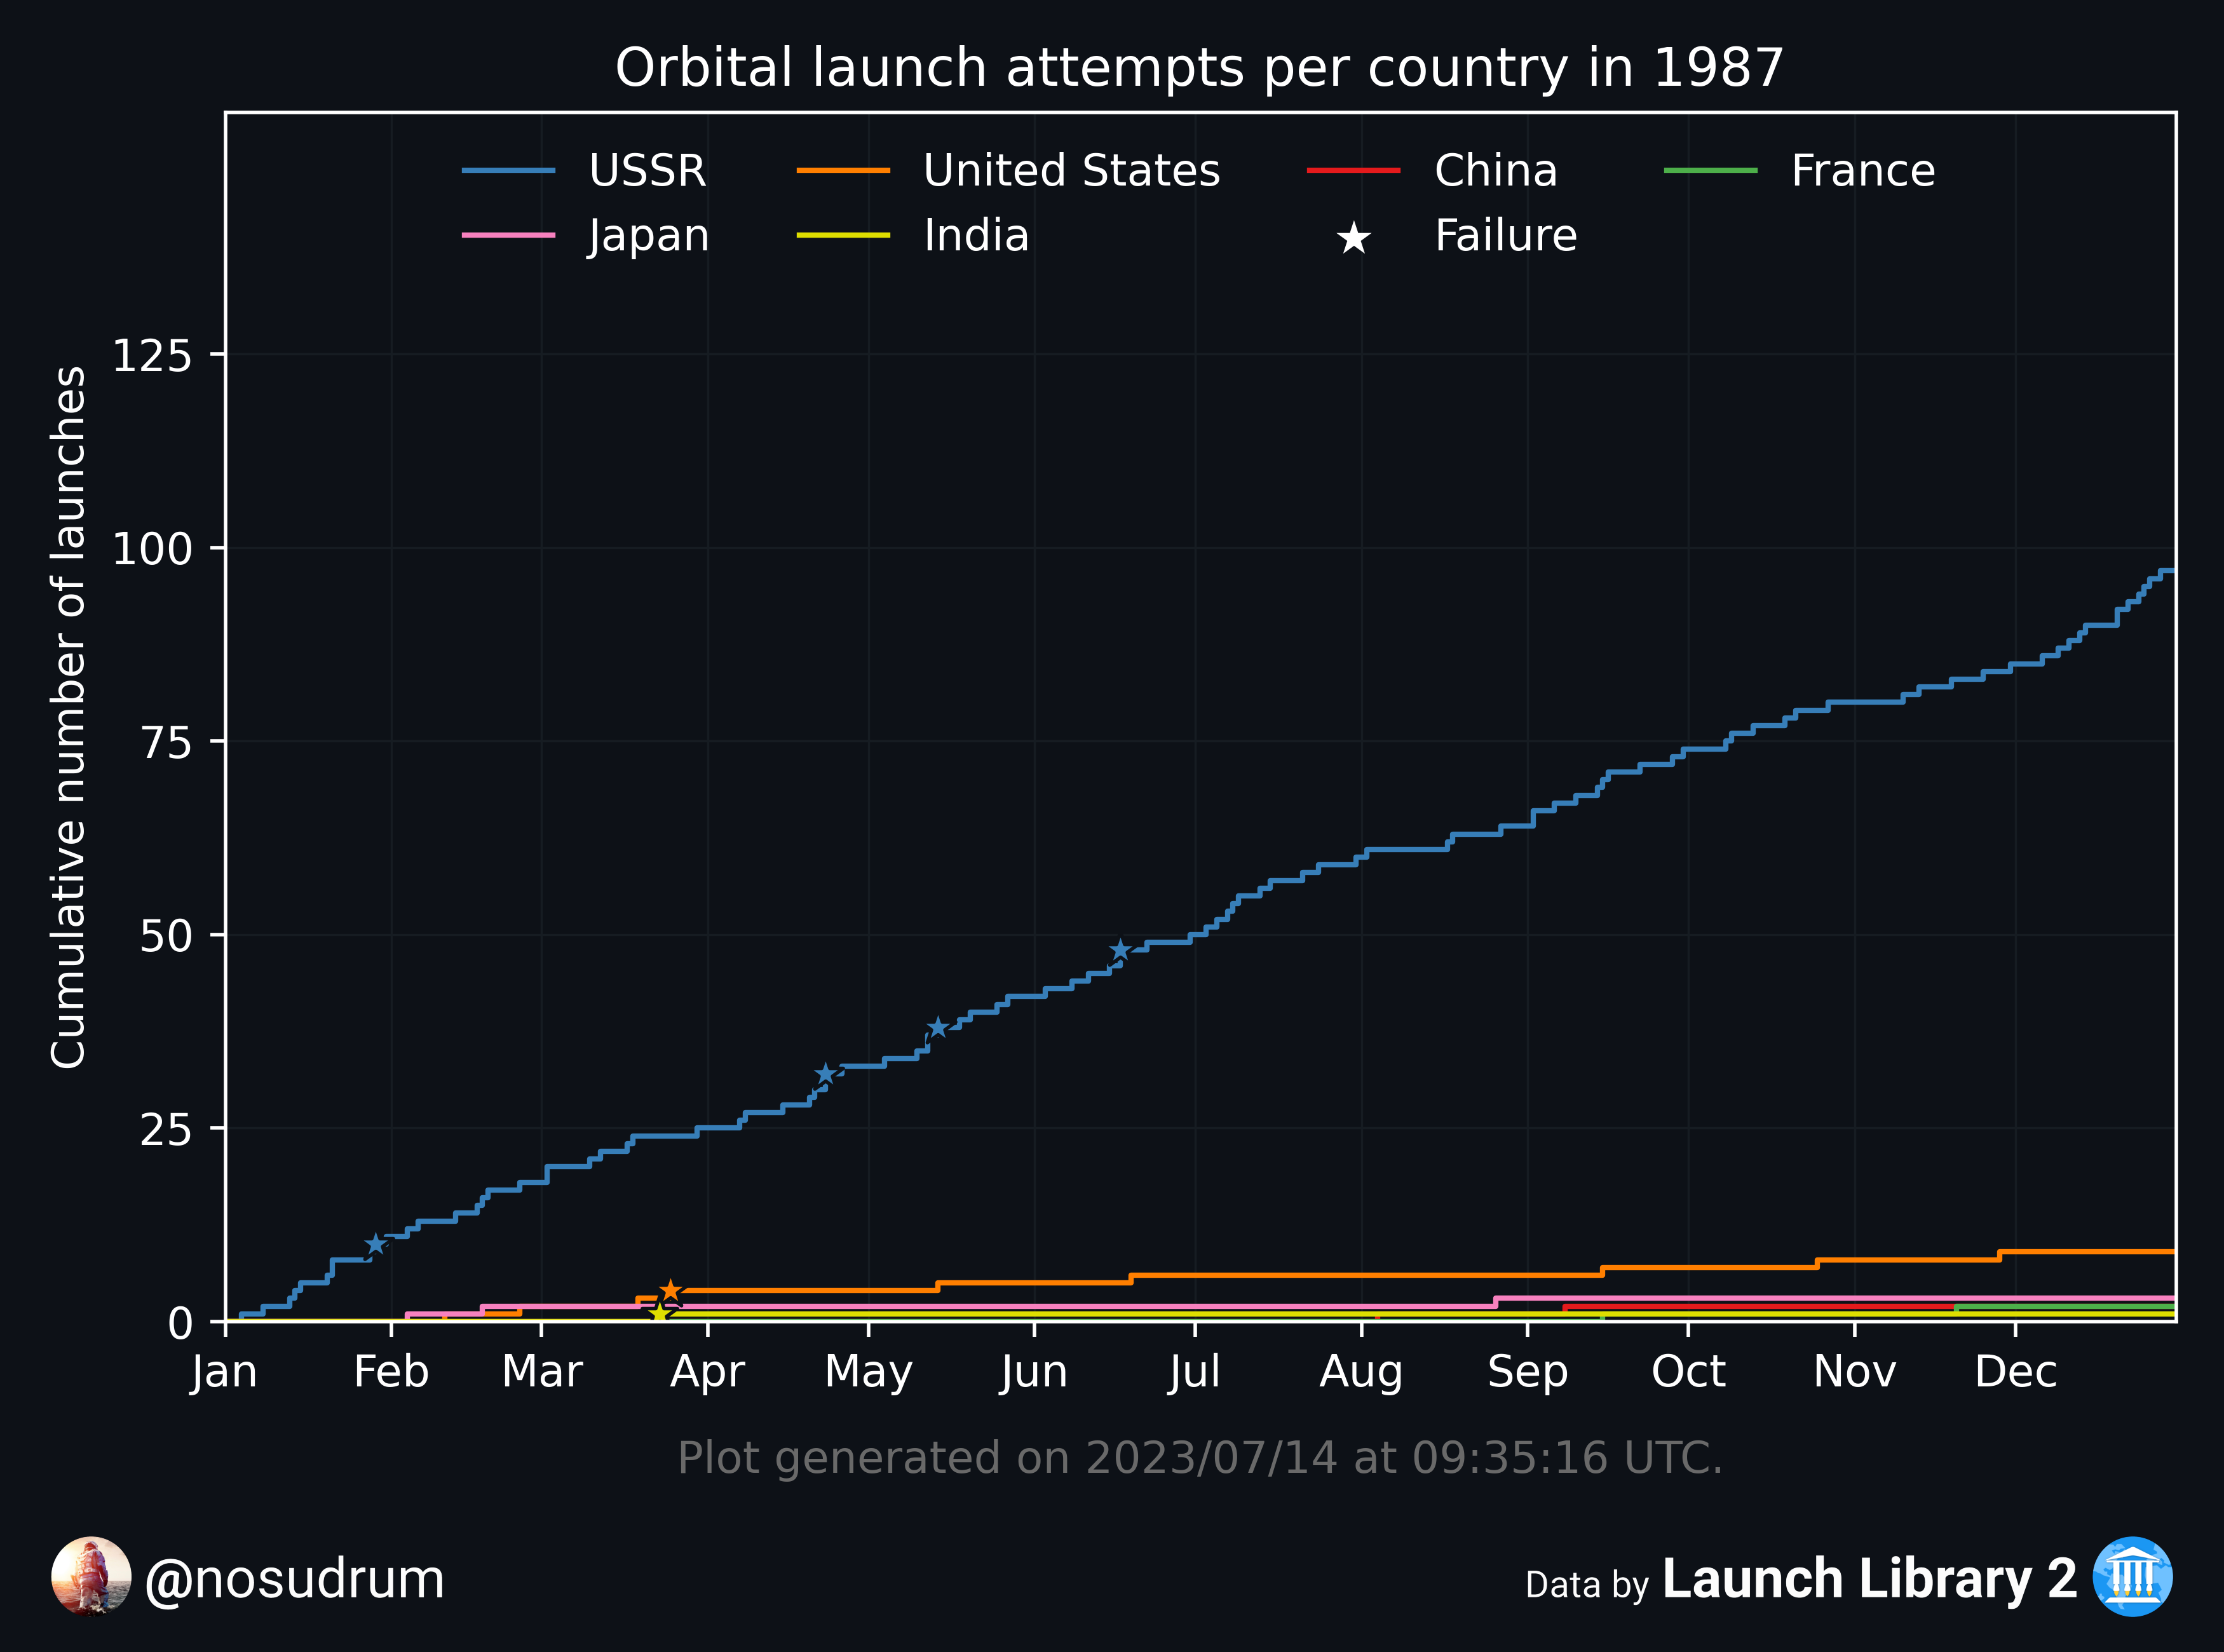 Orbital launch attempts per country in 1987
USSR United States China France
Japan India Failure
Cumulative number of launches
125
100
75
50
25
0
Jan Feb Mar Apr May Jun Jul Aug Sep Oct Nov Dec
Plot generated on 2023/07/14 at 09:35:16 UTC.
@nosudrum
Data by Launch Library 2